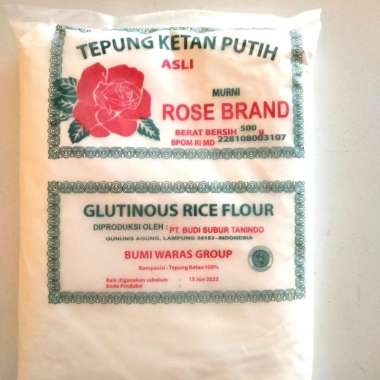 TEPUNG KETAN PUTIH
ASLI
MURNI
ROSE BRAND
BERAT BERSIH 500 g
BPOM RI MD 228108003107
GLUTINOUS RICE FLOUR
DIPRODUKSI OLEH : PT. BUDI SUBUR TANINDO
GUNUNG AGUNG, LAMPUNG 34183 - INDONESIA
BUMI WARAS GROUP
Komposisi : Tepung Ketan 100%
Baik digunakan sebelum : 15 Jun 2022
Kode Produksi :